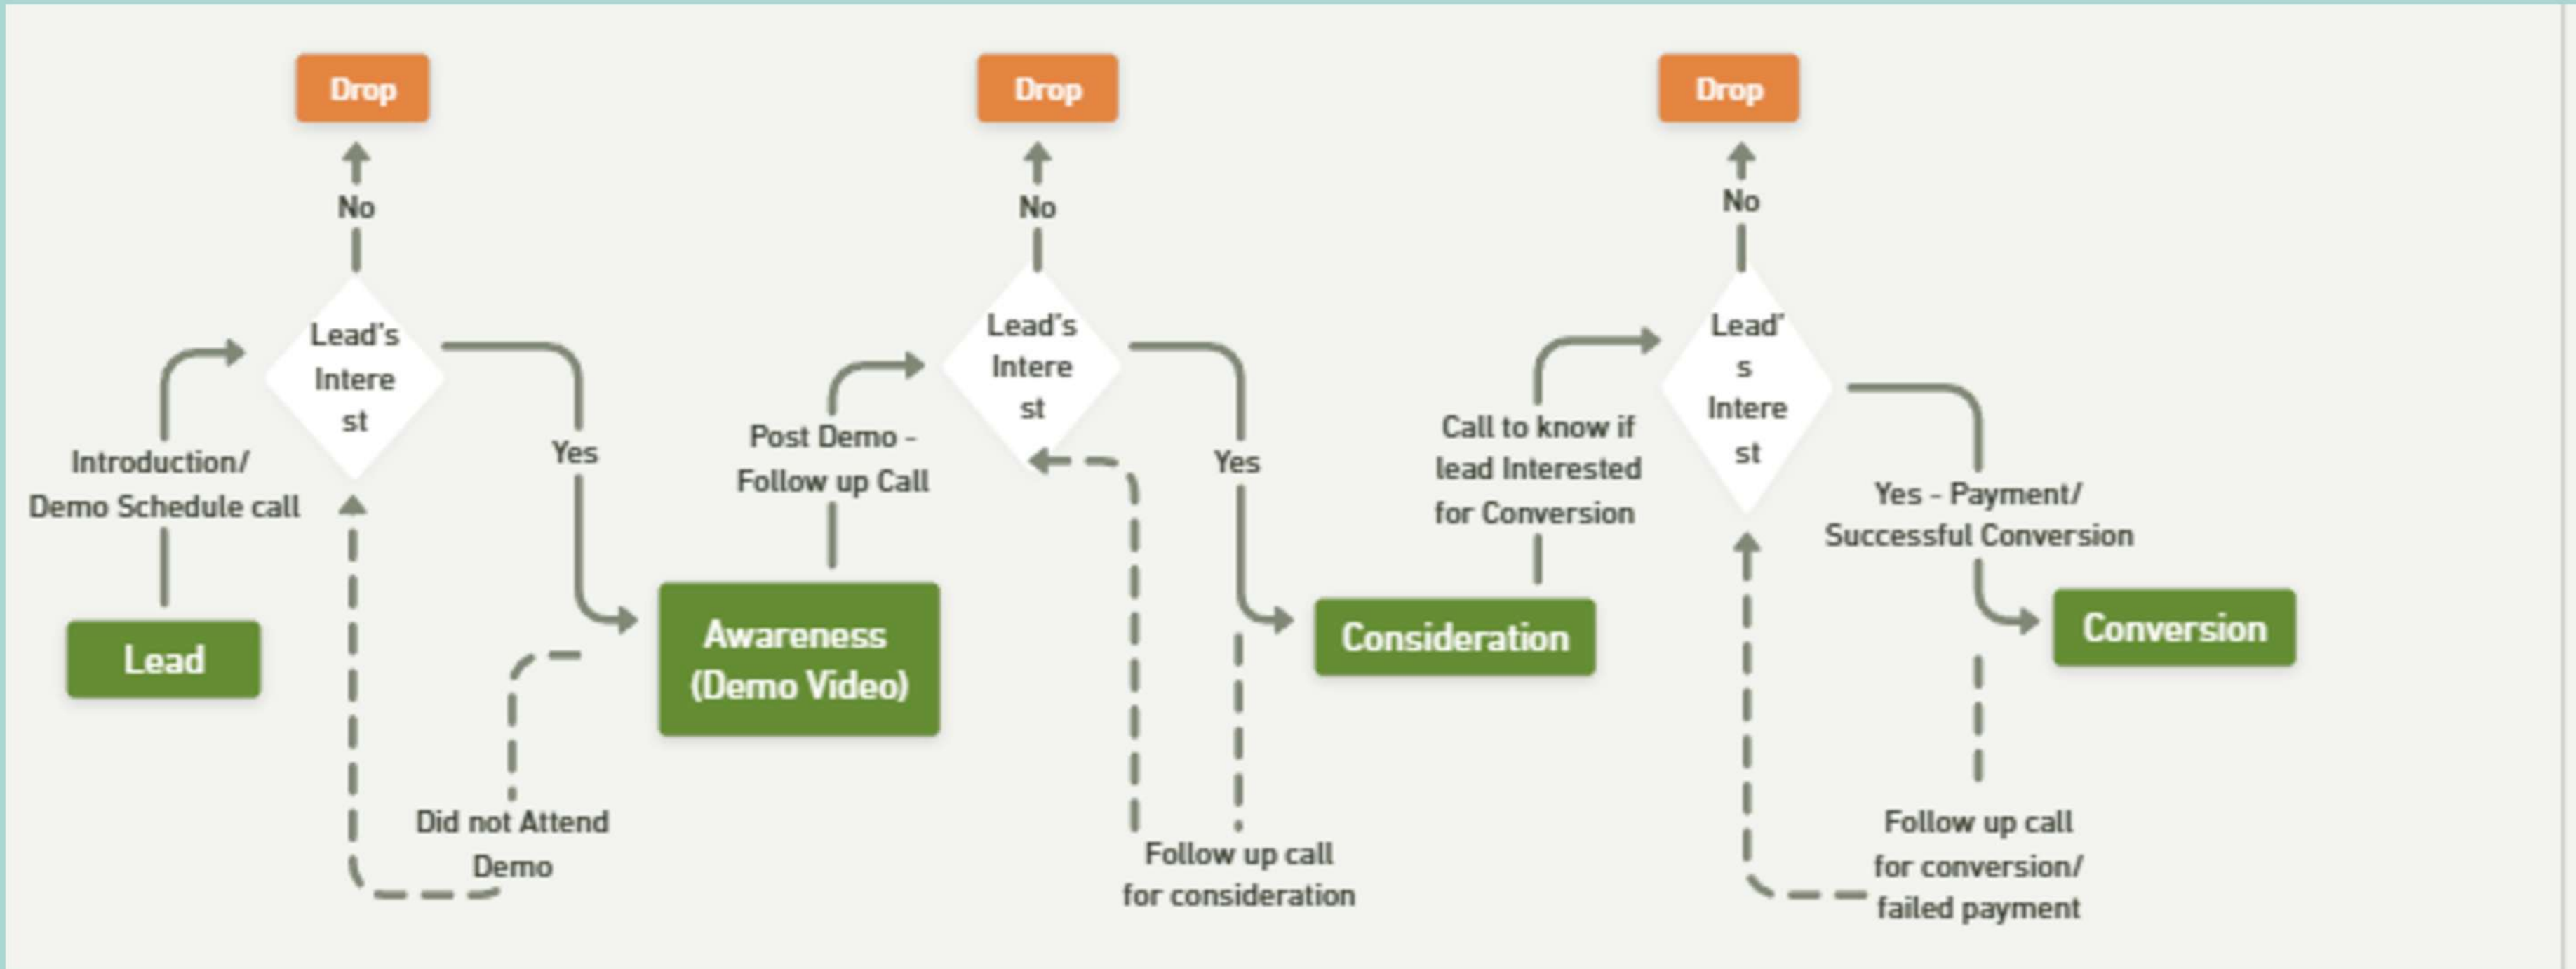 Drop
Drop
Drop
No
No
No
Lead's
Intere
st
Lead's
Intere
st
Lead'
s
Intere
st
Introduction/
Demo Schedule call
Yes
Post Demo -
Follow up Call
Yes
Call to know if
lead Interested
for Conversion
Yes - Payment/
Successful Conversion
Lead
Awareness
(Demo Video)
Consideration
Conversion
Did not Attend
Demo
Follow up call
for consideration
Follow up call
for conversion/
failed payment